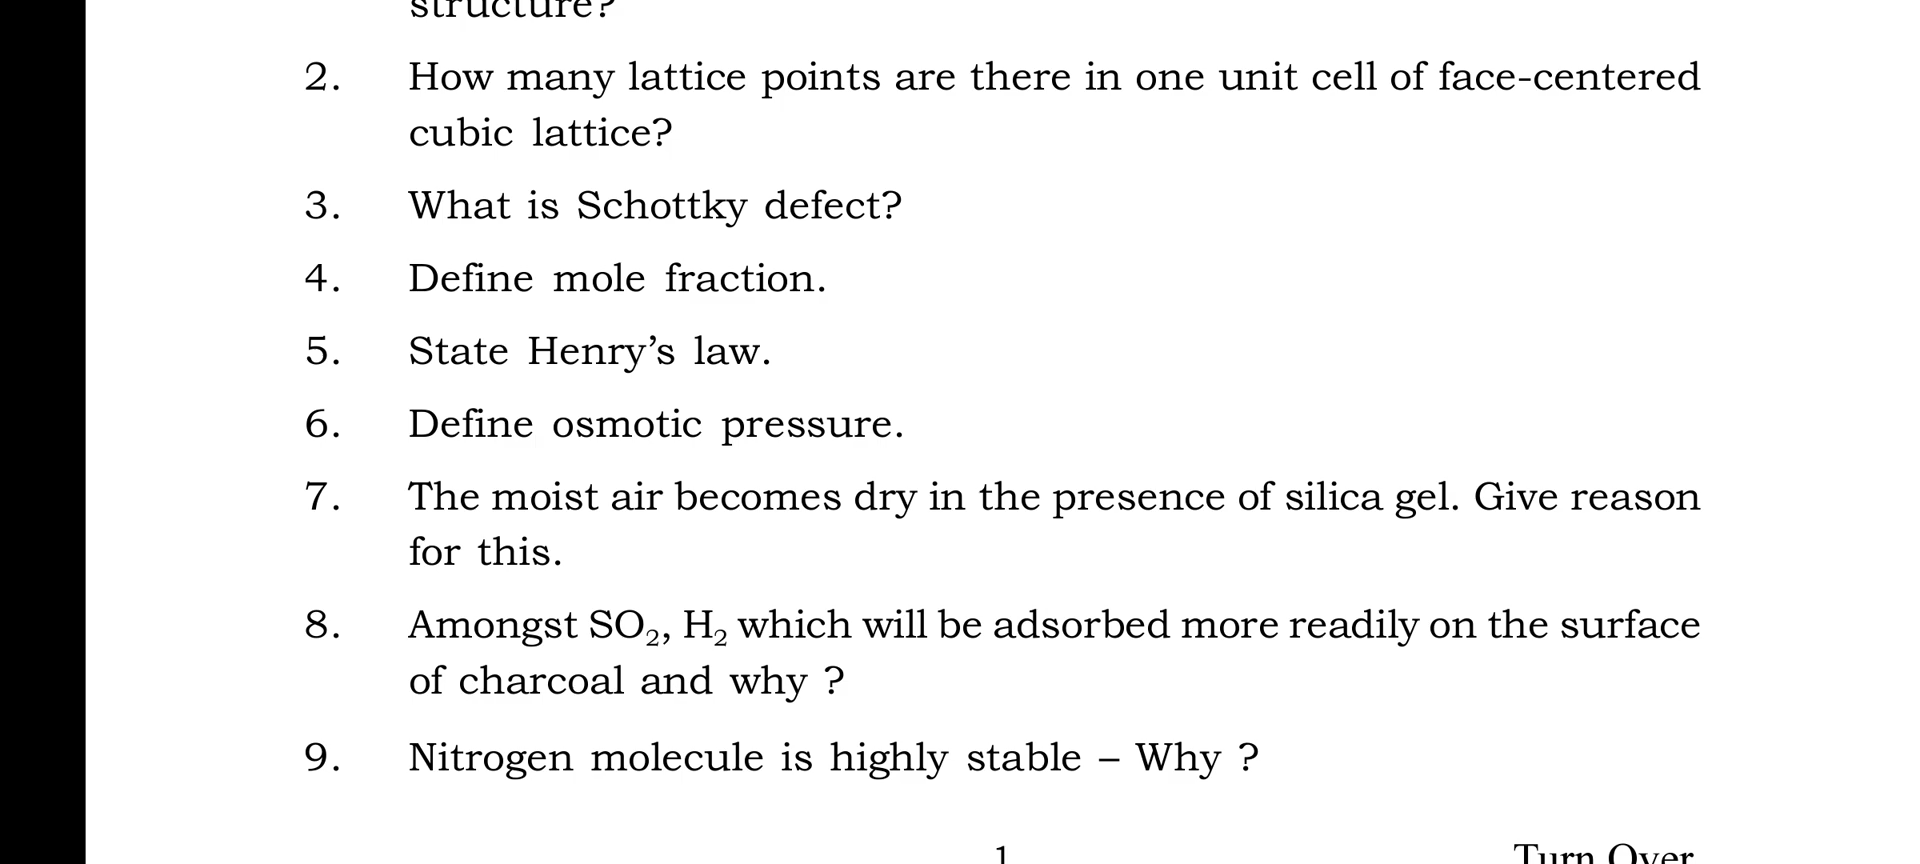 structure?
2. How many lattice points are there in one unit cell of face-centered
cubic lattice?
3. What is Schottky defect?
4. Define mole fraction.
5. State Henry’s law.
6. Define osmotic pressure.
7. The moist air becomes dry in the presence of silica gel. Give reason
for this.
8. Amongst SO₂, H₂ which will be adsorbed more readily on the surface
of charcoal and why ?
9. Nitrogen molecule is highly stable – Why ?
1 Turn Over